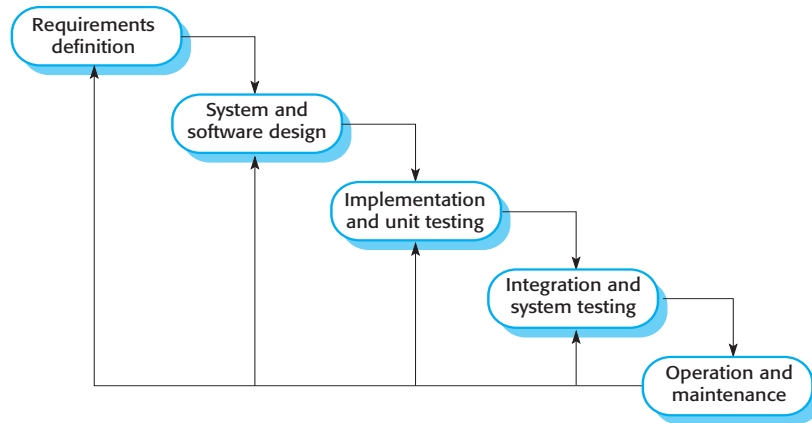 Requirements
definition
System and
software design
Implementation
and unit testing
Integration and
system testing
Operation and
maintenance